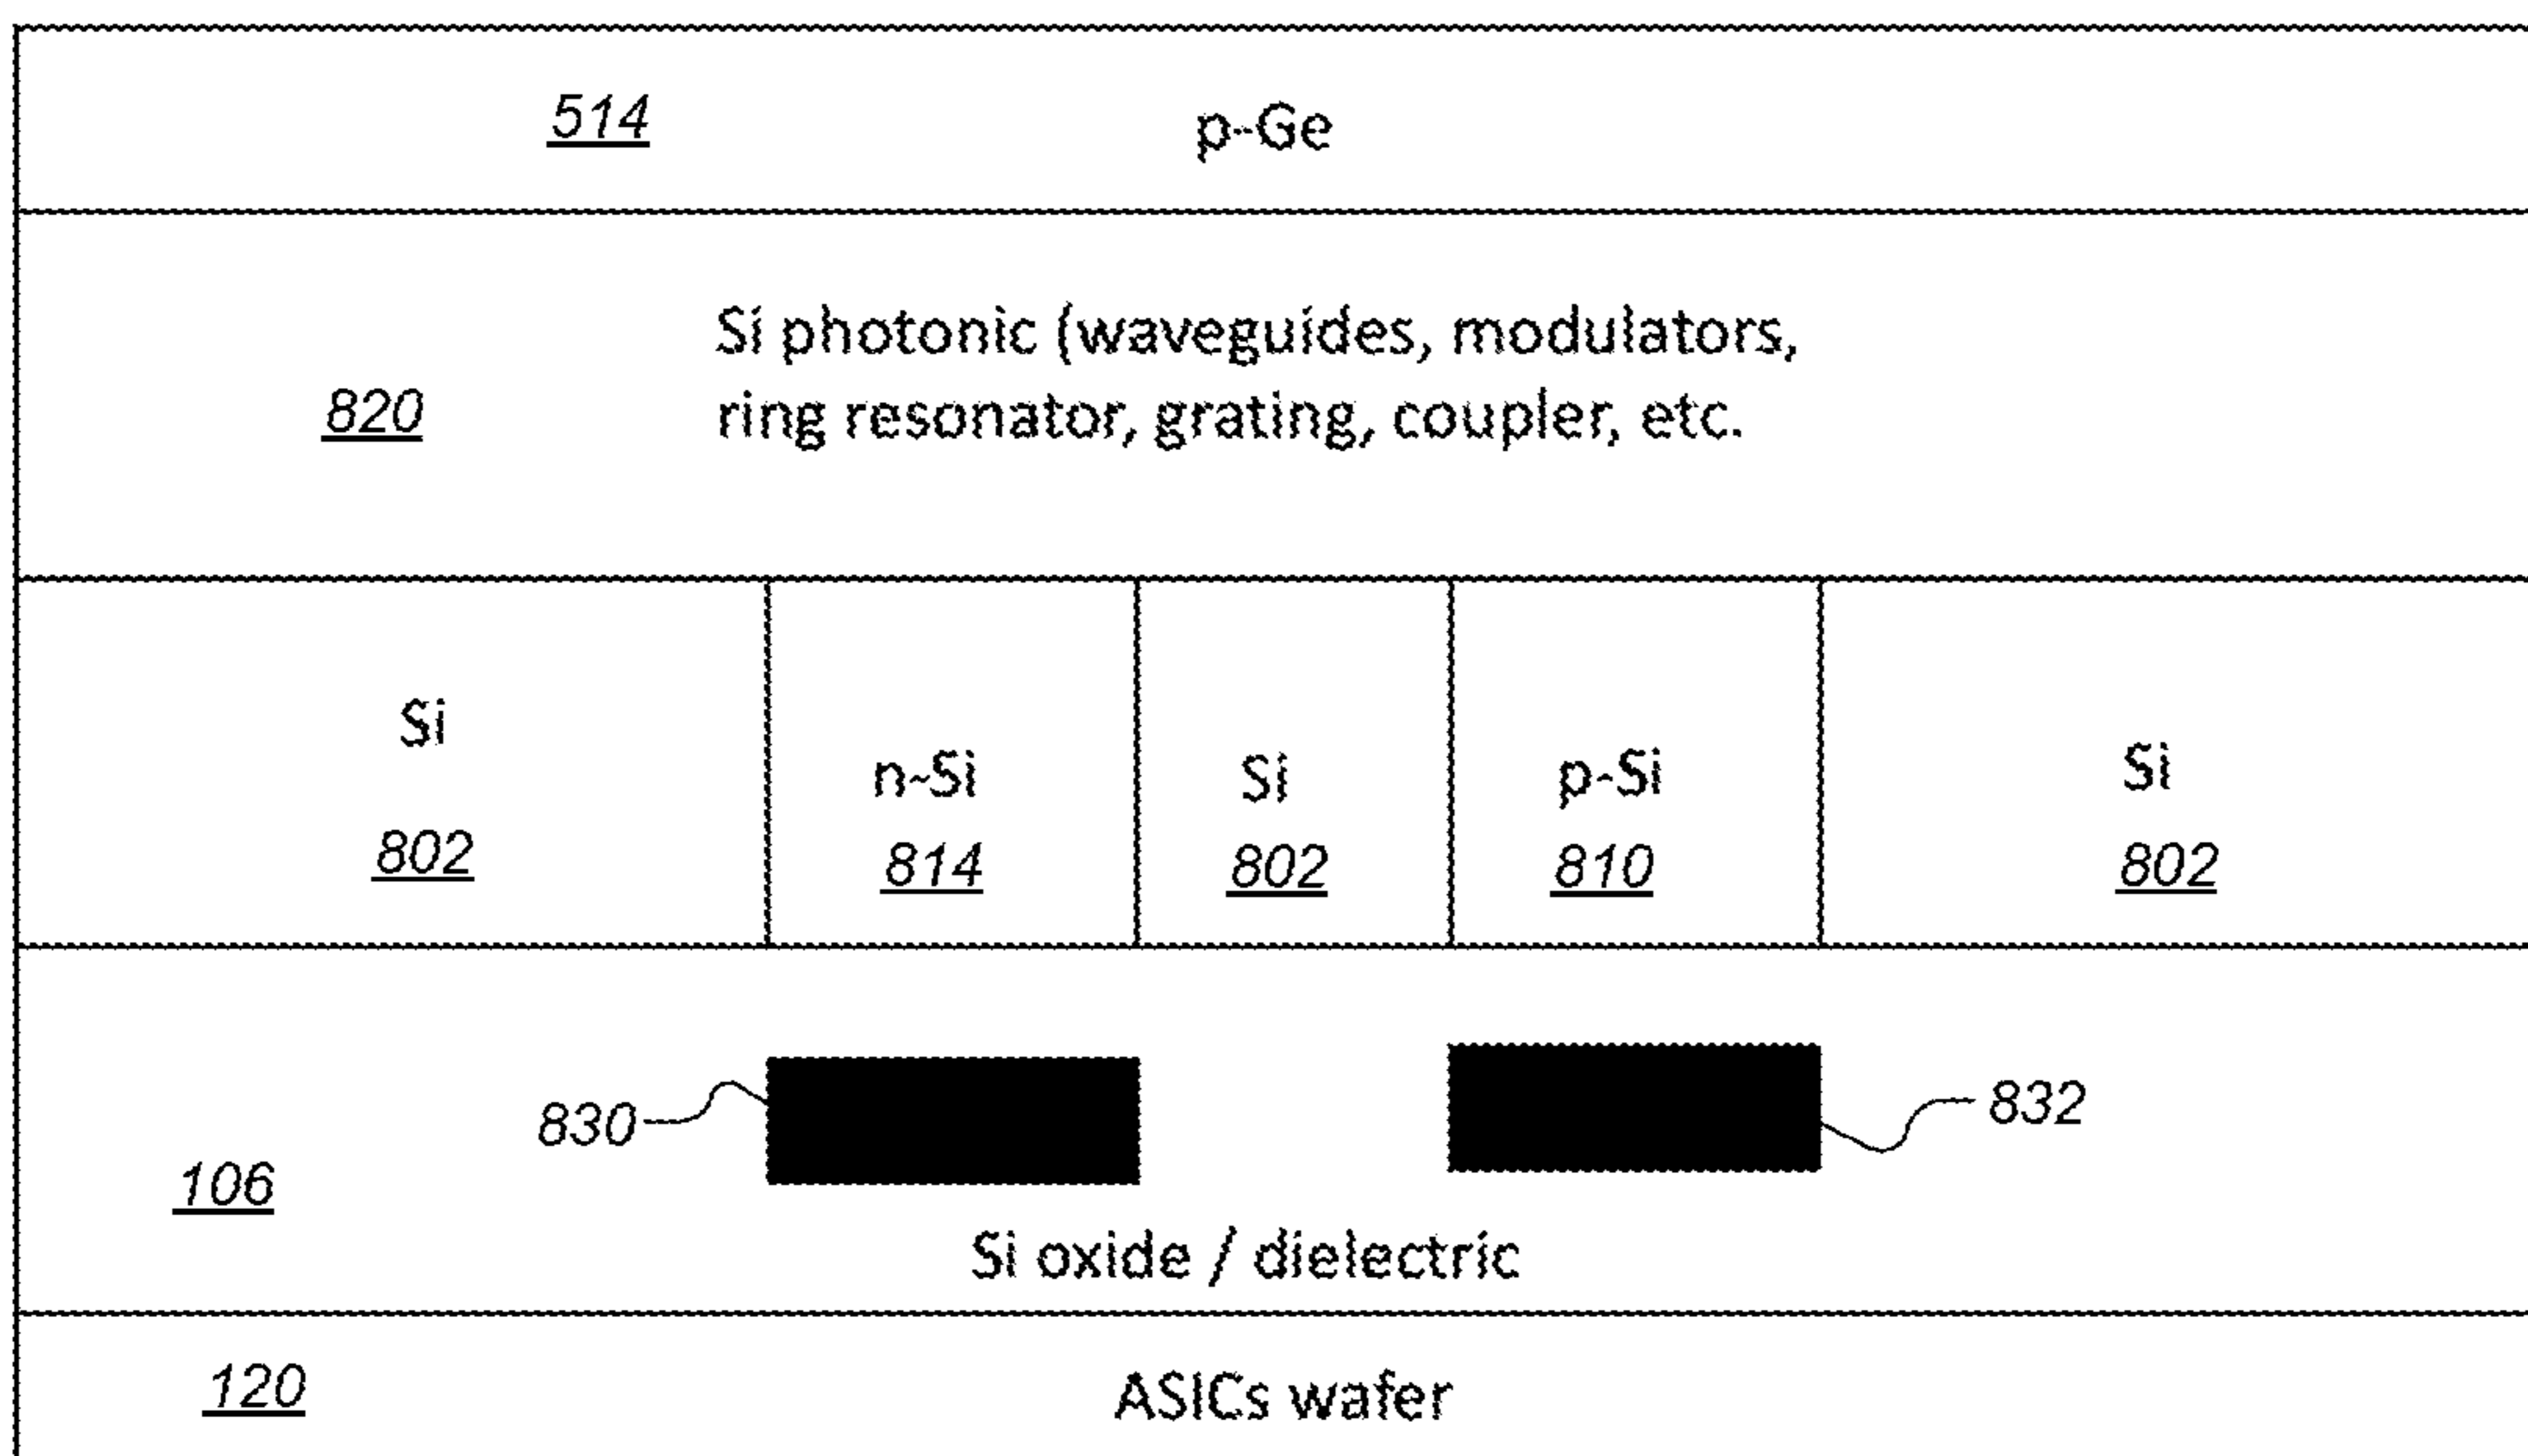 514 p-Ge
Si photonic (waveguides, modulators,
820 ring resonator, grating, coupler, etc.
Si n-Si Si p-Si Si
802 814 802 810 802
830 832
106
Si oxide / dielectric
120 ASICs wafer